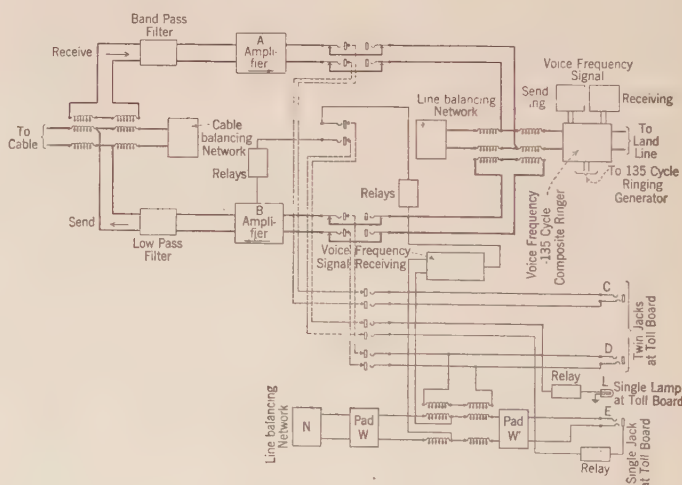 Band Pass
Filter
Receive
A
Ampli-
fier
Voice Frequency
Signal
Send
ing
Receiving
Line balancing
Network
To
Cable
Cable
balancing
Network
To
Land
Line
Relays
Relays
To 135 Cycle
Ringing
Generator
Send
B
Ampli-
fier
Low Pass
Filter
Voice Frequency
Signal Receiving
Voice Frequency
-135 Cycle
Composite Ringer
C
D
Twin Jacks
at Toll Board
Relay
L
Single Lamp
at Toll Board
Line balancing
Network
N
Pad
W
Pad
W'
E
Relay
Single Jack
at Toll Board